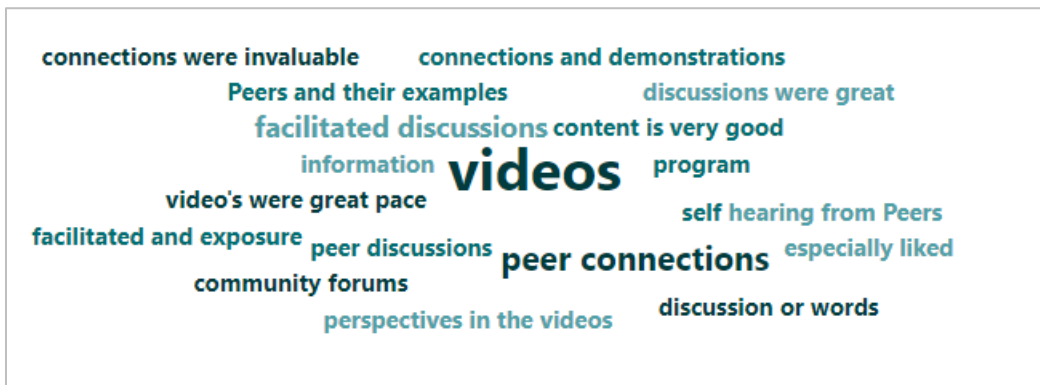 connections were invaluable
connections and demonstrations
Peers and their examples
discussions were great
facilitated discussions
content is very good
information
videos
program
video's were great pace
self
hearing from Peers
facilitated and exposure
peer discussions
peer connections
especially liked
community forums
discussion or words
perspectives in the videos